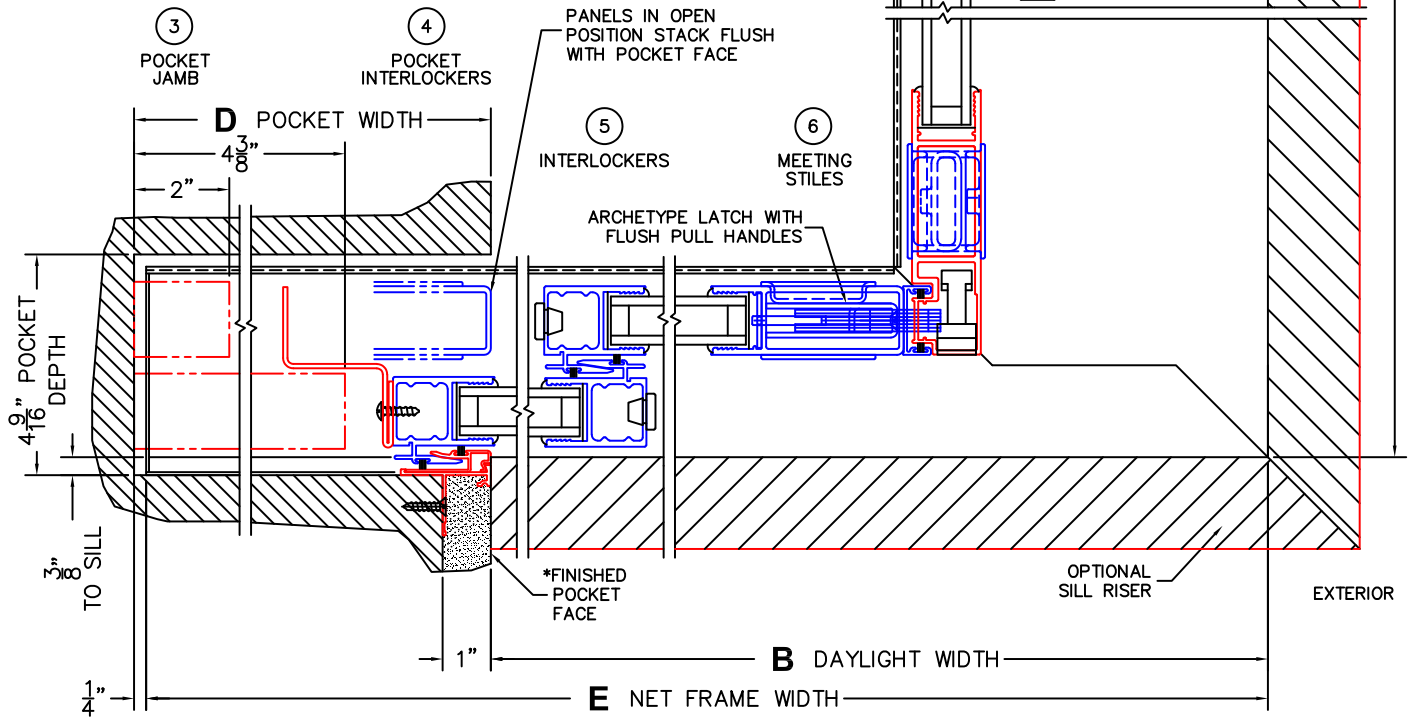 3
POCKET
JAMB
4
POCKET
INTERLOCKERS
PANELS IN OPEN
POSITION STACK FLUSH
WITH POCKET FACE
D POCKET WIDTH
4 3/8"
2"
5
INTERLOCKERS
6
MEETING
STILES
ARCHETYPE LATCH WITH
FLUSH PULL HANDLES
4 9/16" POCKET
DEPTH
3/8"
TO SILL
*FINISHED
POCKET
FACE
OPTIONAL
SILL RISER
EXTERIOR
1"
B DAYLIGHT WIDTH
1/4"
E NET FRAME WIDTH